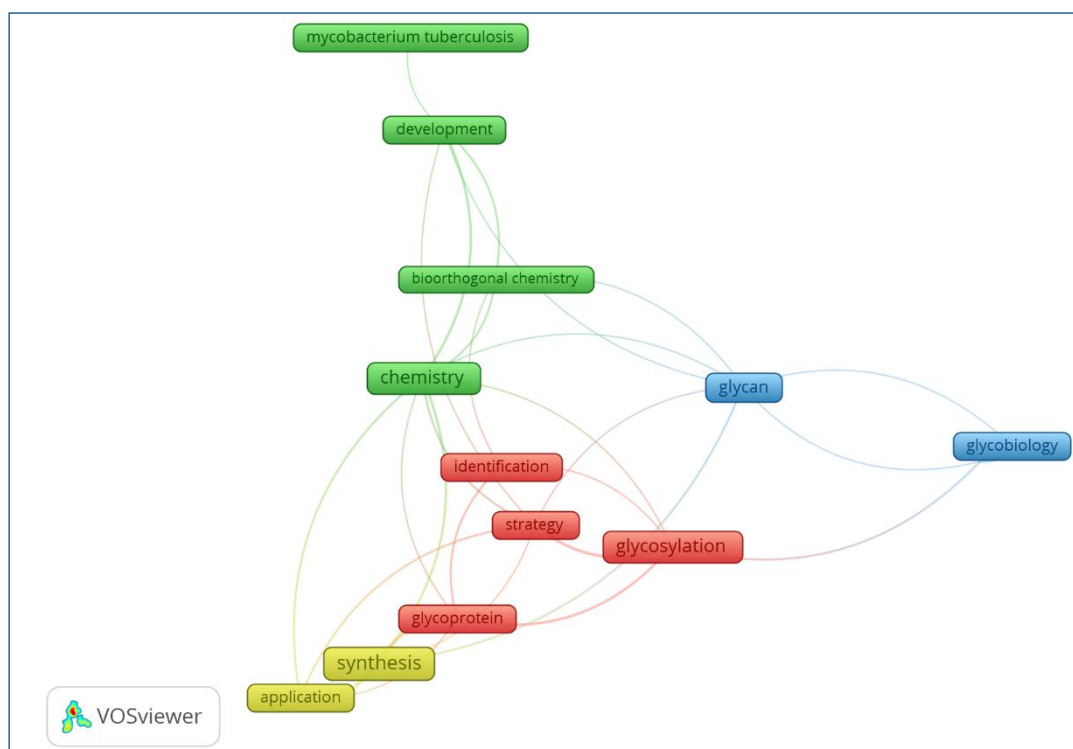 mycobacterium tuberculosis
development
bioorthogonal chemistry
chemistry
glycan
glycobiology
identification
strategy
glycosylation
glycoprotein
synthesis
application
VOSviewer